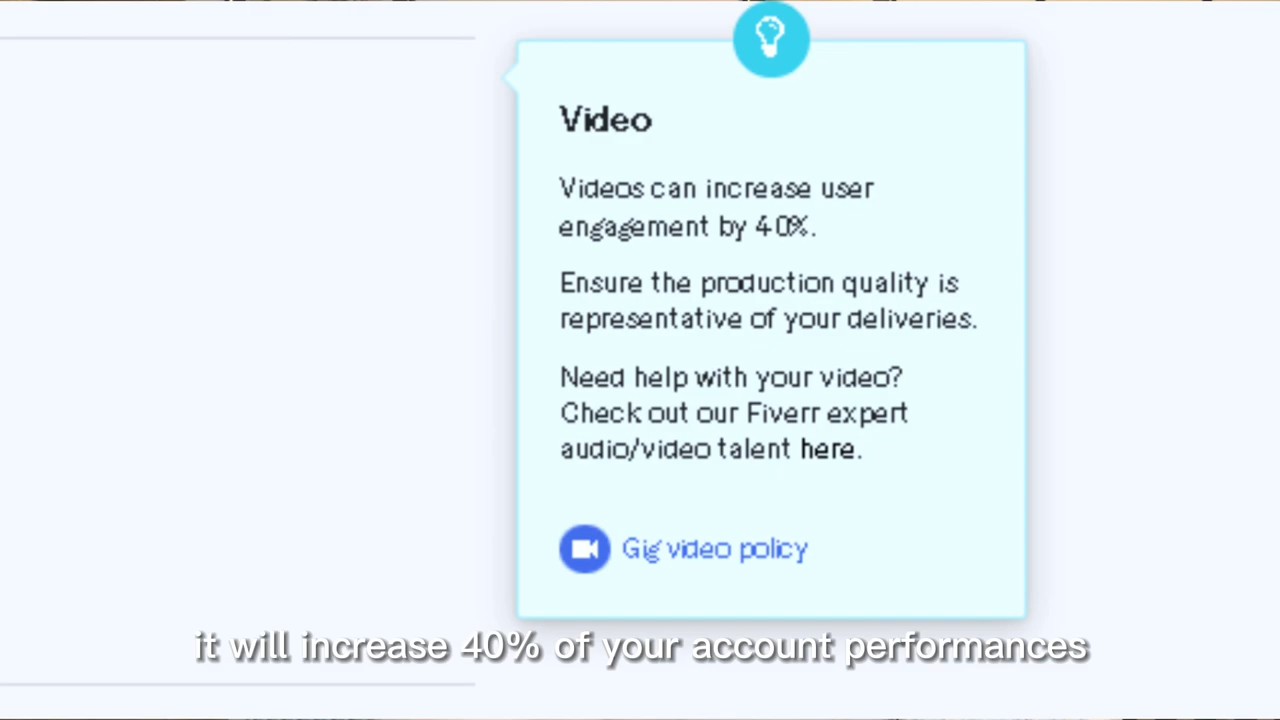 Video
Videos can increase user
engagement by 40%.
Ensure the production quality is
representative of your deliveries.
Need help with your video?
Check out our Fiverr expert
audio/video talent here.
Gig video policy
it will increase 40% of your account performances